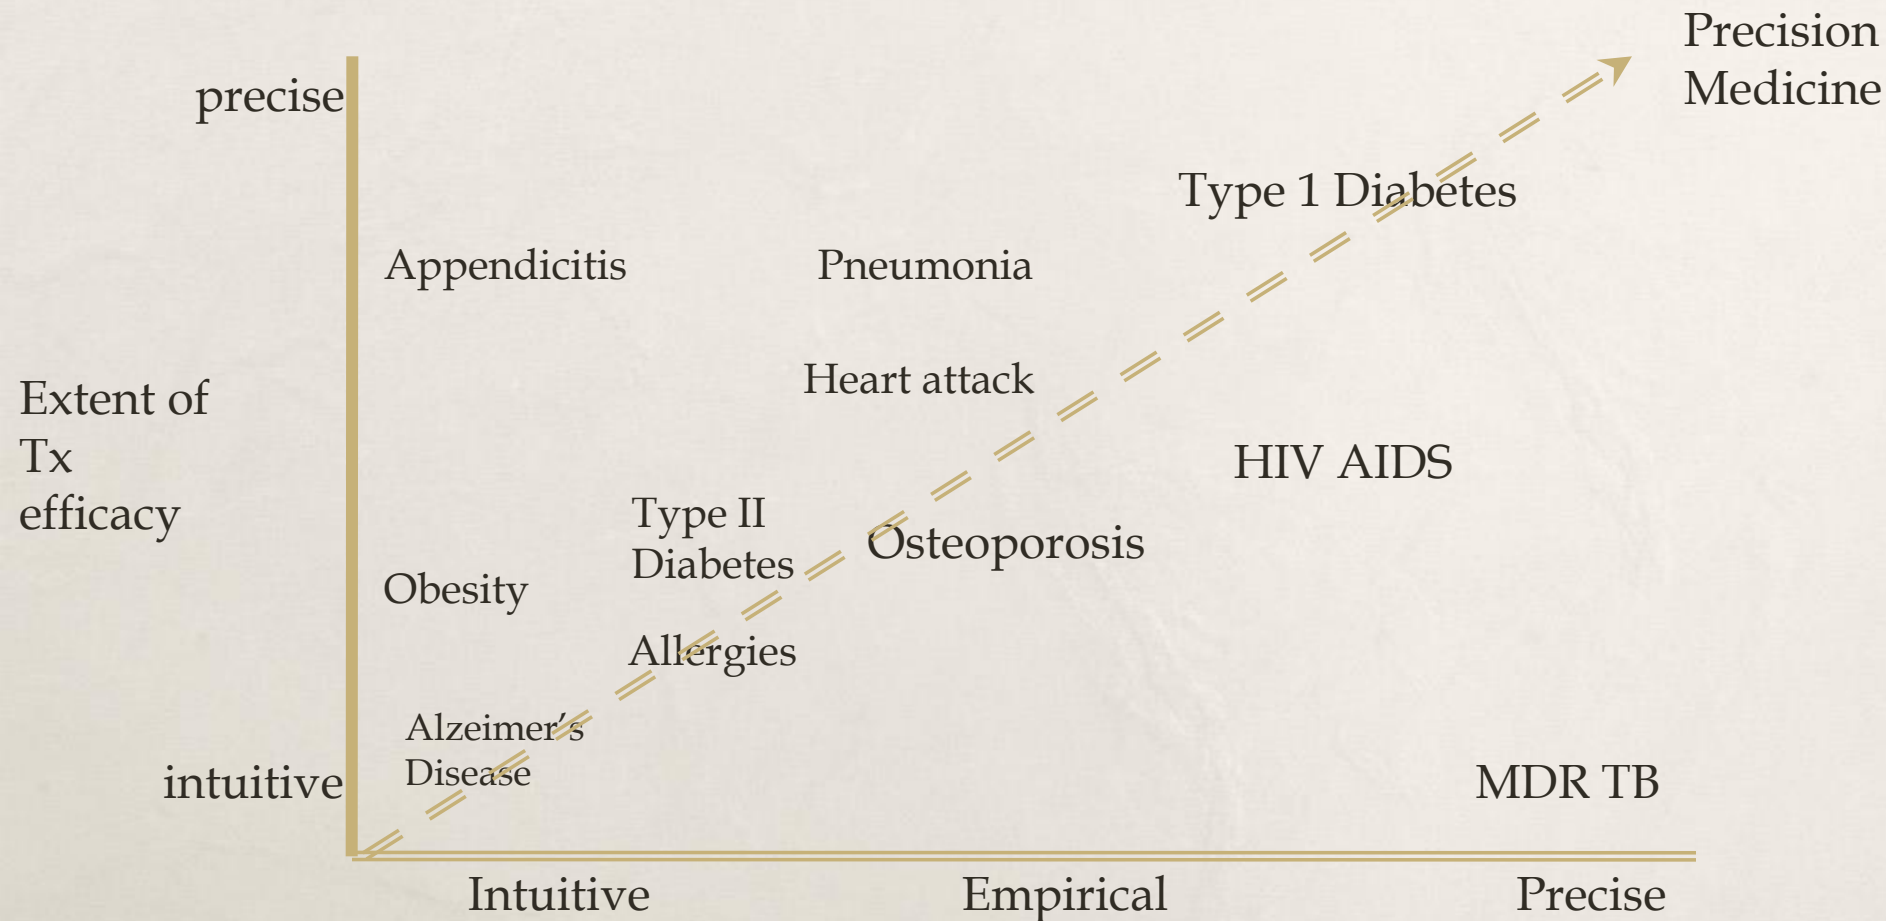 Precision
Medicine
precise
Type 1 Diabetes
Appendicitis
Pneumonia
Heart attack
Extent of
Tx
efficacy
HIV AIDS
Type II
Diabetes
Osteoporosis
Obesity
Allergies
Alzeimer's
Disease
intuitive
MDR TB
Intuitive
Empirical
Precise